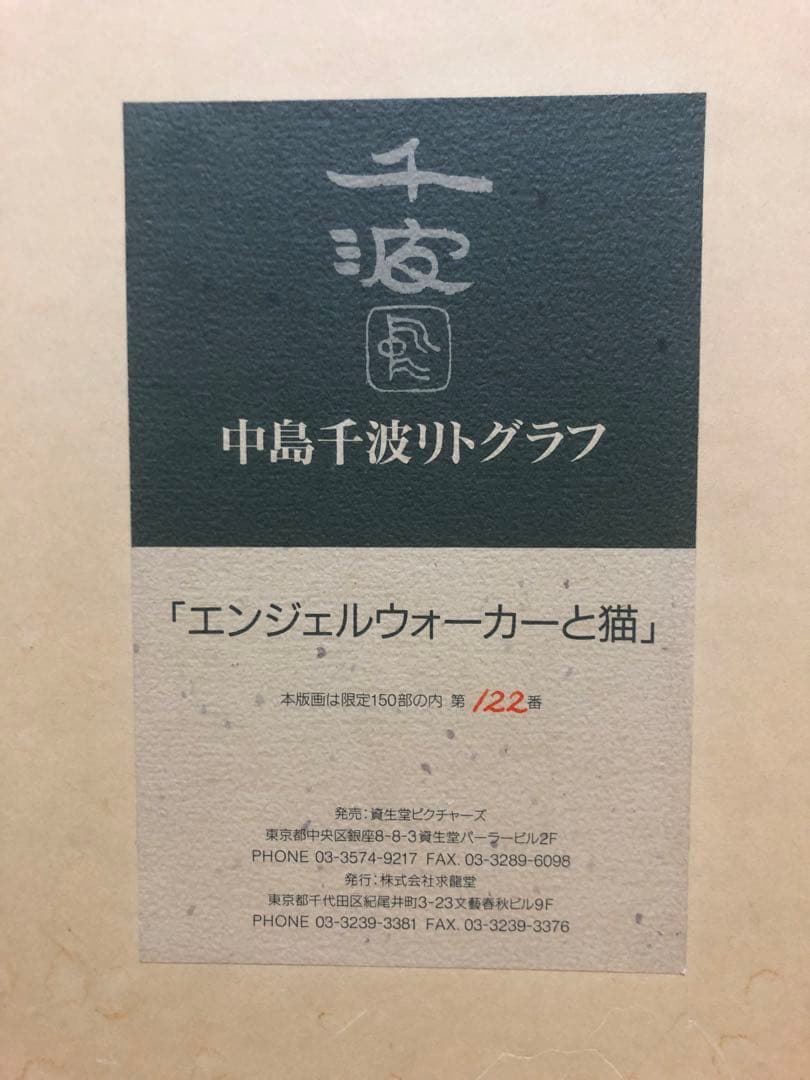 千
波
中島千波リトグラフ
「エンジェルウォーカーと猫」
本版画は限定150部の内 第122番
発売:資生堂ピクチャーズ
東京都中央区銀座8-8-3資生堂パーラービル2F
PHONE 03-3574-9217 FAX. 03-3289-6098
発行:株式会社求龍堂
東京都千代田区紀尾井町3-23文藝春秋ビル9F
PHONE 03-3239-3381 FAX. 03-3239-3376